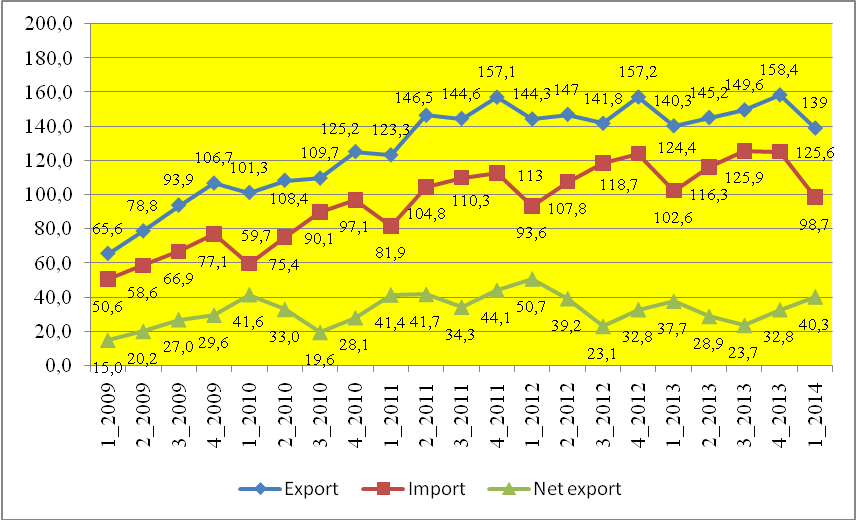 200,0
180,0
160,0
140,0
120,0
100,0
80,0
60,0
40,0
20,0
0,0
65,6 78,8 93,9 106,7 101,3 108,4 109,7 125,2 123,3 146,5 144,6 157,1 144,3 147 141,8 157,2 140,3 145,2 149,6 158,4 139
50,6 58,6 66,9 77,1 59,7 75,4 90,1 97,1 81,9 104,8 110,3 113 93,6 107,8 118,7 124,4 102,6 116,3 125,9 125,6 98,7
15,0 20,2 27,0 29,6 41,6 33,0 19,6 28,1 41,4 41,7 34,3 44,1 50,7 39,2 23,1 32,8 37,7 28,9 23,7 32,8 40,3
1_2009 2_2009 3_2009 4_2009 1_2010 2_2010 3_2010 4_2010 1_2011 2_2011 3_2011 4_2011 1_2012 2_2012 3_2012 4_2012 1_2013 2_2013 3_2013 4_2013 1_2014
Export Import Net export